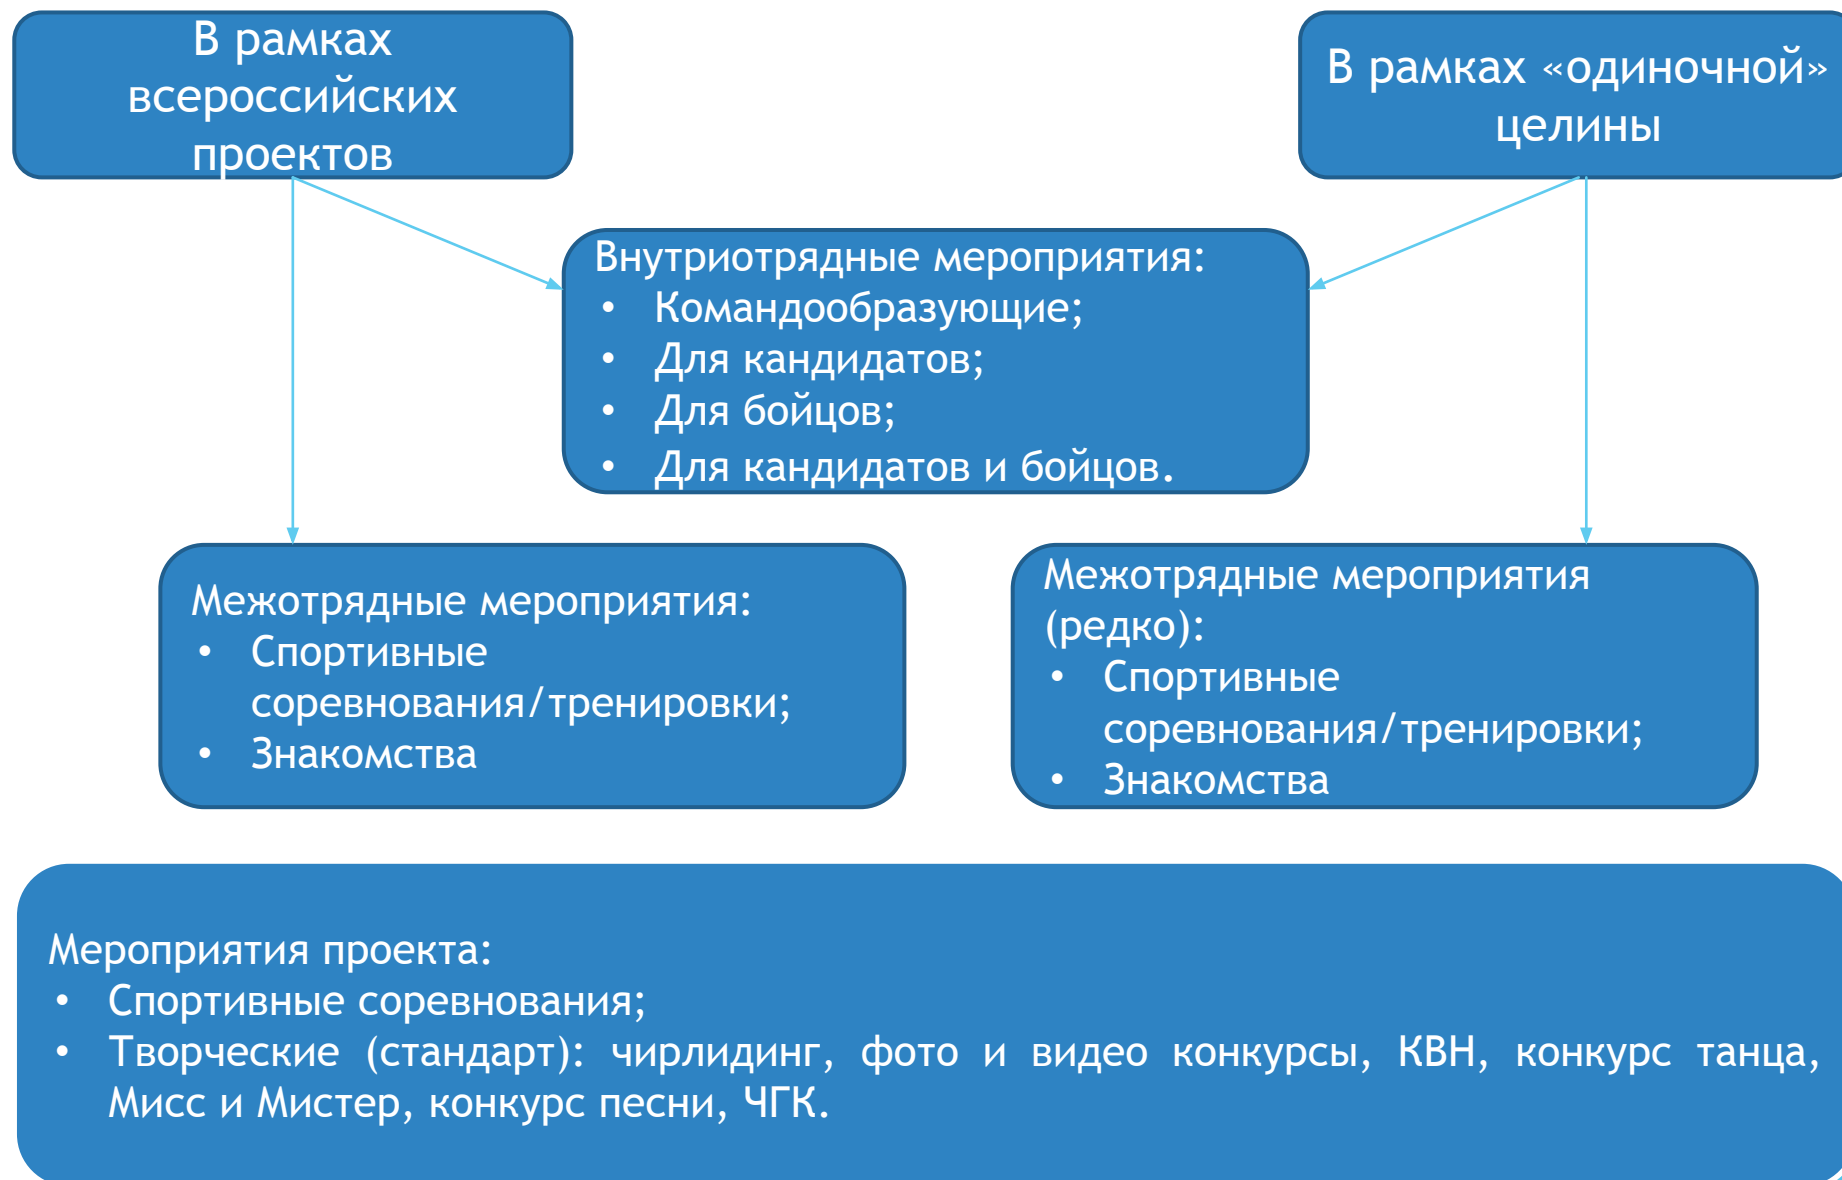 В рамках
всероссийских
проектов
В рамках «одиночной»
целины
Внутриотрядные мероприятия:
• Командообразующие;
• Для кандидатов;
• Для бойцов;
• Для кандидатов и бойцов.
Межотрядные мероприятия:
• Спортивные
соревнования/тренировки;
• Знакомства
Межотрядные мероприятия
(редко):
• Спортивные
соревнования/тренировки;
• Знакомства
Мероприятия проекта:
• Спортивные соревнования;
• Творческие (стандарт): чирлидинг, фото и видео конкурсы, КВН, конкурс танца,
Мисс и Мистер, конкурс песни, ЧГК.